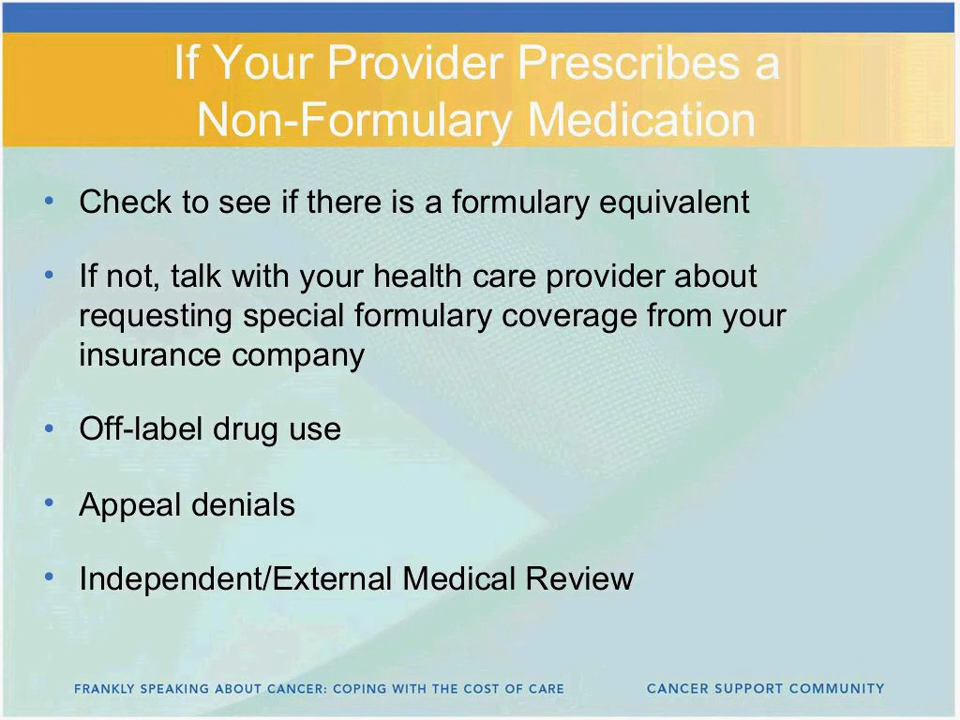 If Your Provider Prescribes a
Non-Formulary Medication
• Check to see if there is a formulary equivalent
• If not, talk with your health care provider about
requesting special formulary coverage from your
insurance company
• Off-label drug use
• Appeal denials
• Independent/External Medical Review
FRANKLY SPEAKING ABOUT CANCER: COPING WITH THE COST OF CARE CANCER SUPPORT COMMUNITY